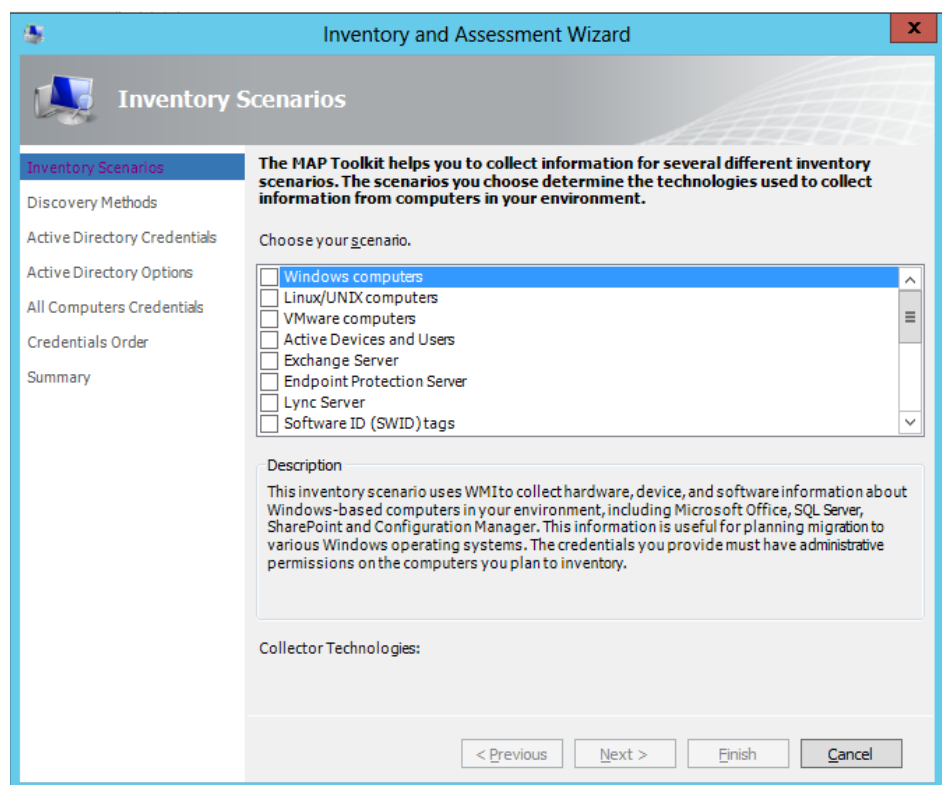 Inventory and Assessment Wizard
x
Inventory Scenarios
Inventory Scenarios
Discovery Methods
Active Directory Credentials
Active Directory Options
All Computers Credentials
Credentials Order
Summary
The MAP Toolkit helps you to collect information for several different inventory
scenarios. The scenarios you choose determine the technologies used to collect
information from computers in your environment.
Choose your scenario.
Windows computers
Linux/UNIX computers
VMware computers
Active Devices and Users
Exchange Server
Endpoint Protection Server
Lync Server
Software ID (SWID) tags
Description
This inventory scenario uses WMI to collect hardware, device, and software information about
Windows-based computers in your environment, including Microsoft Office, SQL Server,
SharePoint and Configuration Manager. This information is useful for planning migration to
various Windows operating systems. The credentials you provide must have administrative
permissions on the computers you plan to inventory.
Collector Technologies:
< Previous
Next >
Finish
Cancel